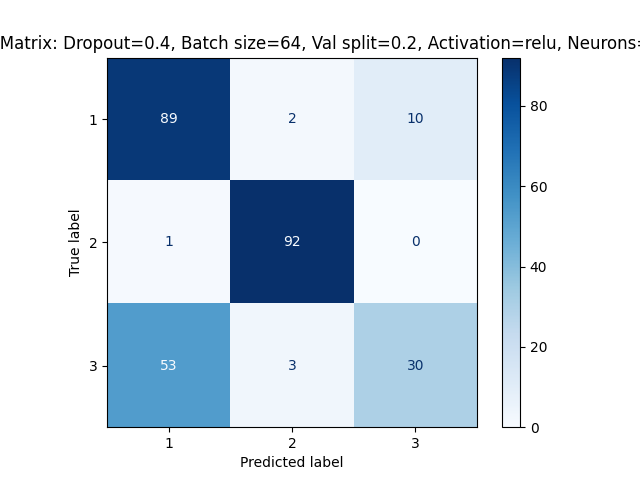 Matrix: Dropout=0.4, Batch size=64, Val split=0.2, Activation=relu, Neurons=
89 2 10
1 92 0
53 3 30
1
2
3
True label
1 2 3
Predicted label
80
60
40
20
0